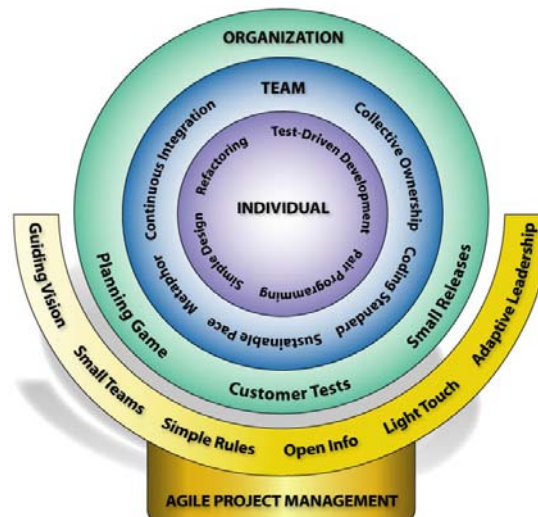 ORGANIZATION
TEAM
Continuous Integration
Collective Ownership
Test-Driven Development
Refactoring
INDIVIDUAL
Simple Design
Pair Programming
Metaphor
Coding Standard
Sustainable Pace
Planning Game
Small Releases
Customer Tests
Guiding Vision
Small Teams
Simple Rules
Open Info
Light Touch
Adaptive Leadership
AGILE PROJECT MANAGEMENT